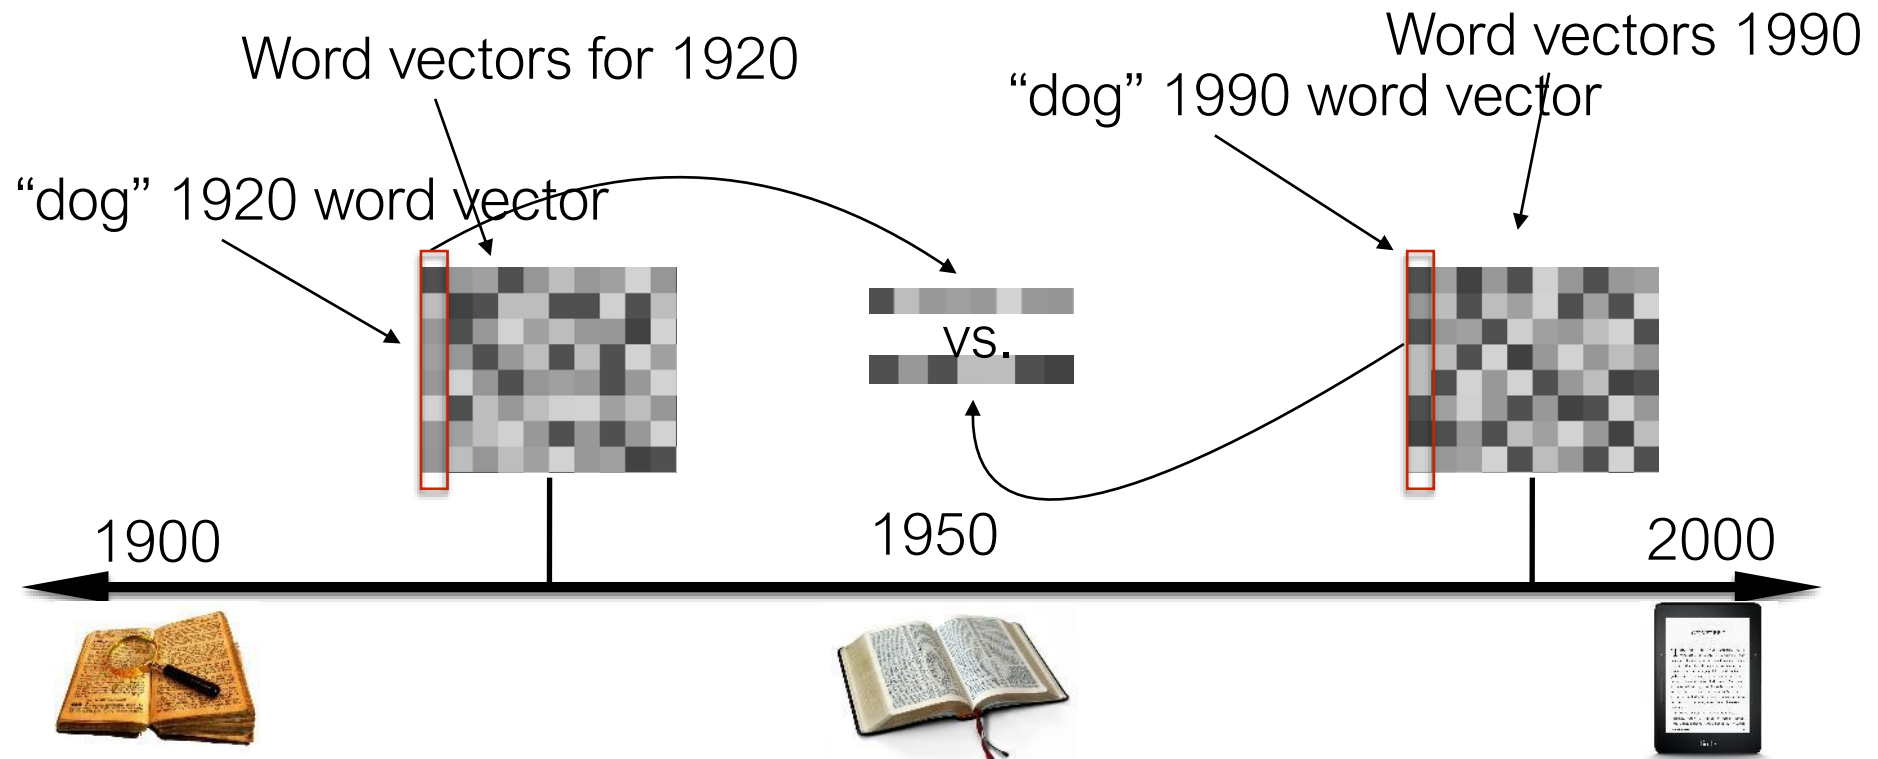 Word vectors for 1920
Word vectors 1990
“dog” 1990 word vector
“dog” 1920 word vector
vs.
1900
1950
2000